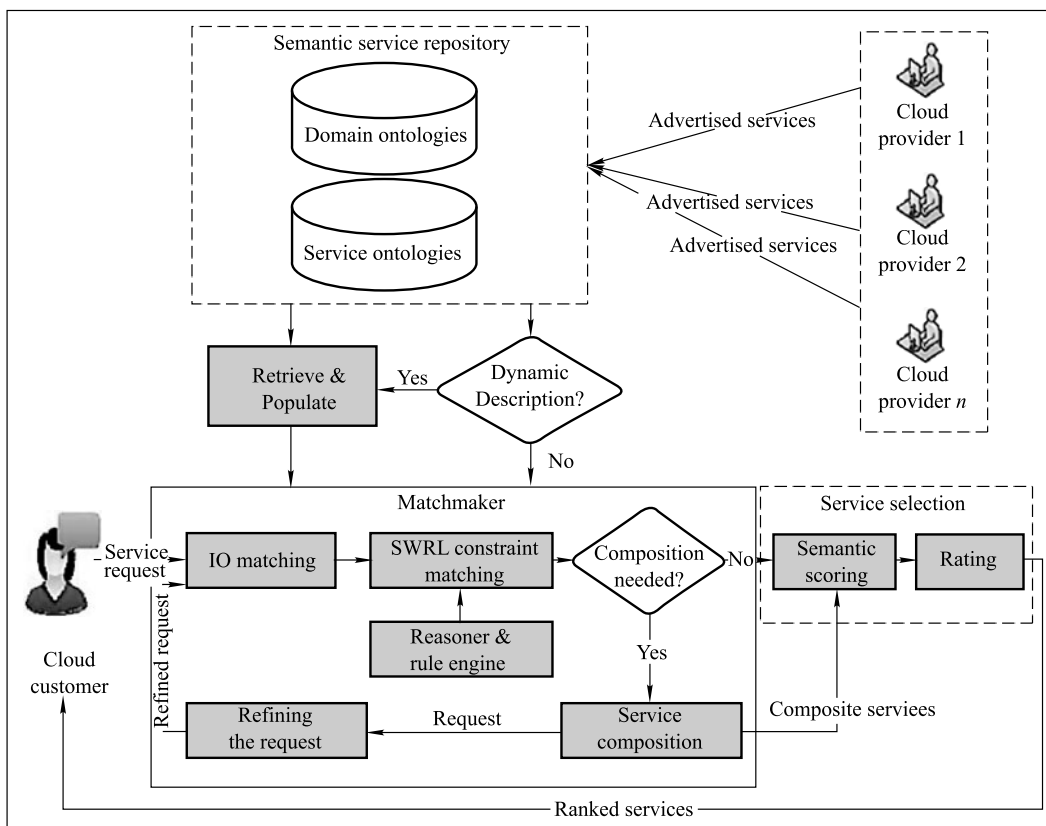 Semantic service repository
Domain ontologies
Service ontologies
Advertised services
Advertised services
Advertised services
Cloud
provider 1
Cloud
provider 2
Cloud
provider n
Retrieve &
Populate
Yes
Dynamic
Description?
No
Matchmaker
Service selection
Service
request
IO matching
SWRL constraint
matching
Composition
needed?
No
Semantic
scoring
Rating
Reasoner &
rule engine
Yes
Cloud
customer
Refined request
Refining
the request
Request
Service
composition
Composite serviees
Ranked services